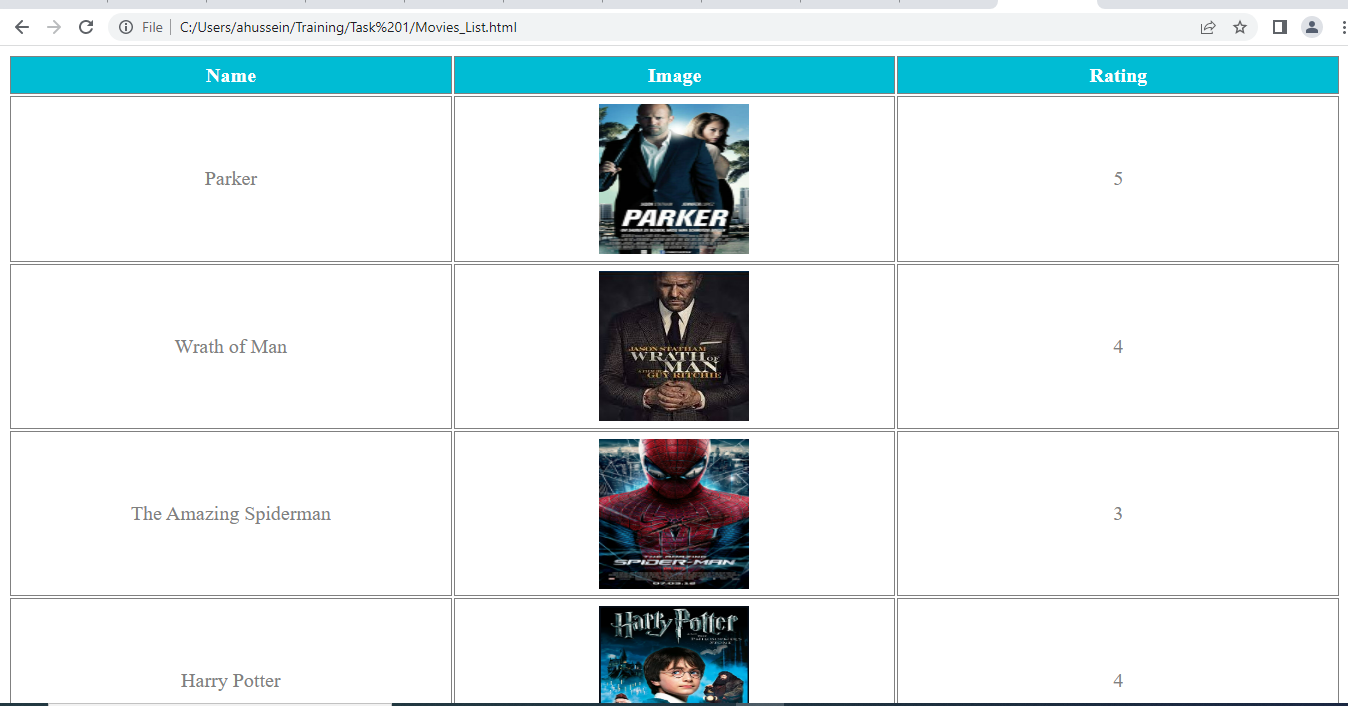 File C:/Users/ahussein/Training/Task%201/Movies_List.html
Name Image Rating
Parker
PARKER
5
Wrath of Man
JASON STATHAM
WRATH OF
MAN
GUY RITCHIE
4
The Amazing Spiderman
THE AMAZING
SPIDER-MAN
07.03.12
3
Harry Potter
Harry Potter
4